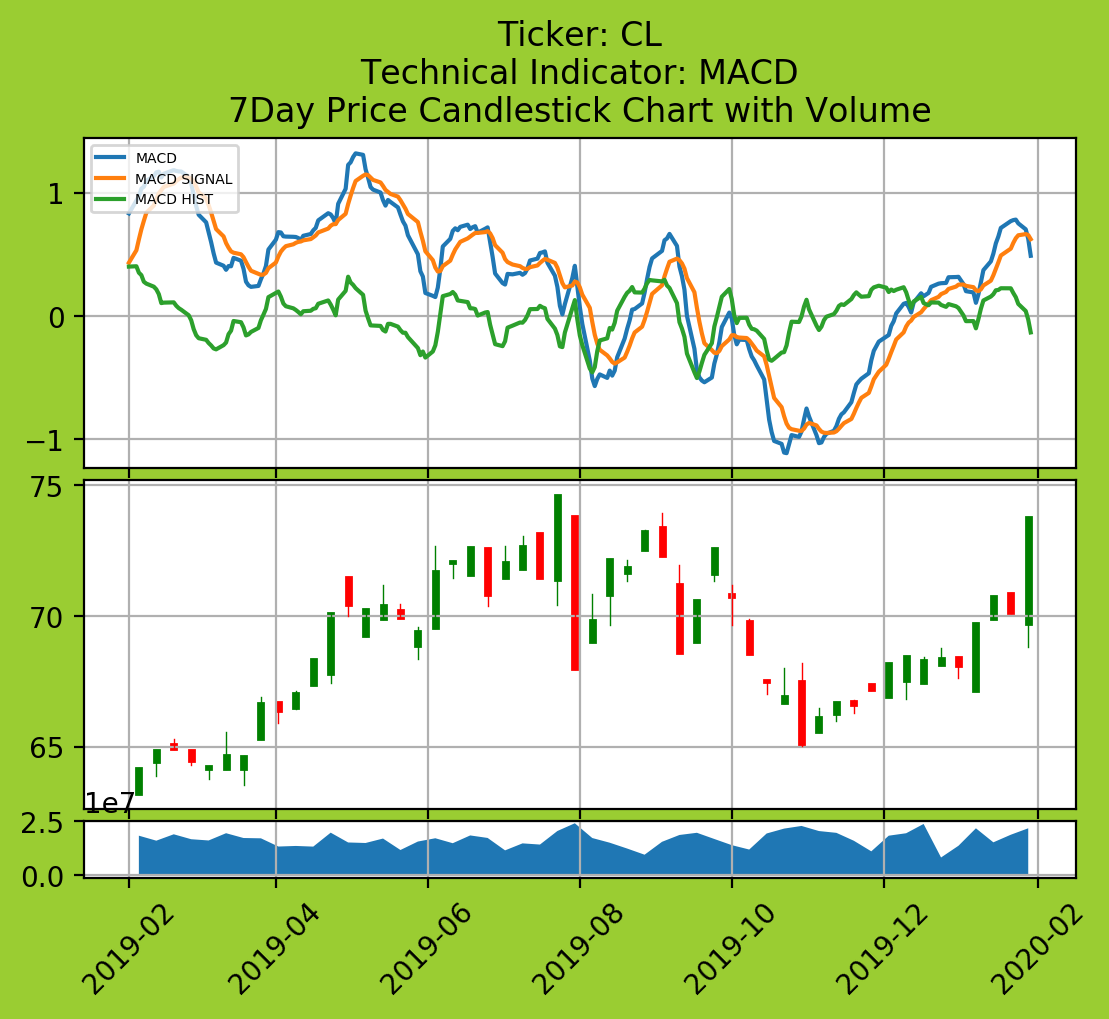 Ticker: CL
Technical Indicator: MACD
7Day Price Candlestick Chart with Volume
MACD
MACD SIGNAL
MACD HIST
1
0
−1
75
70
65
1e7
2.5
0.0
2019-02
2019-04
2019-06
2019-08
2019-10
2019-12
2020-02